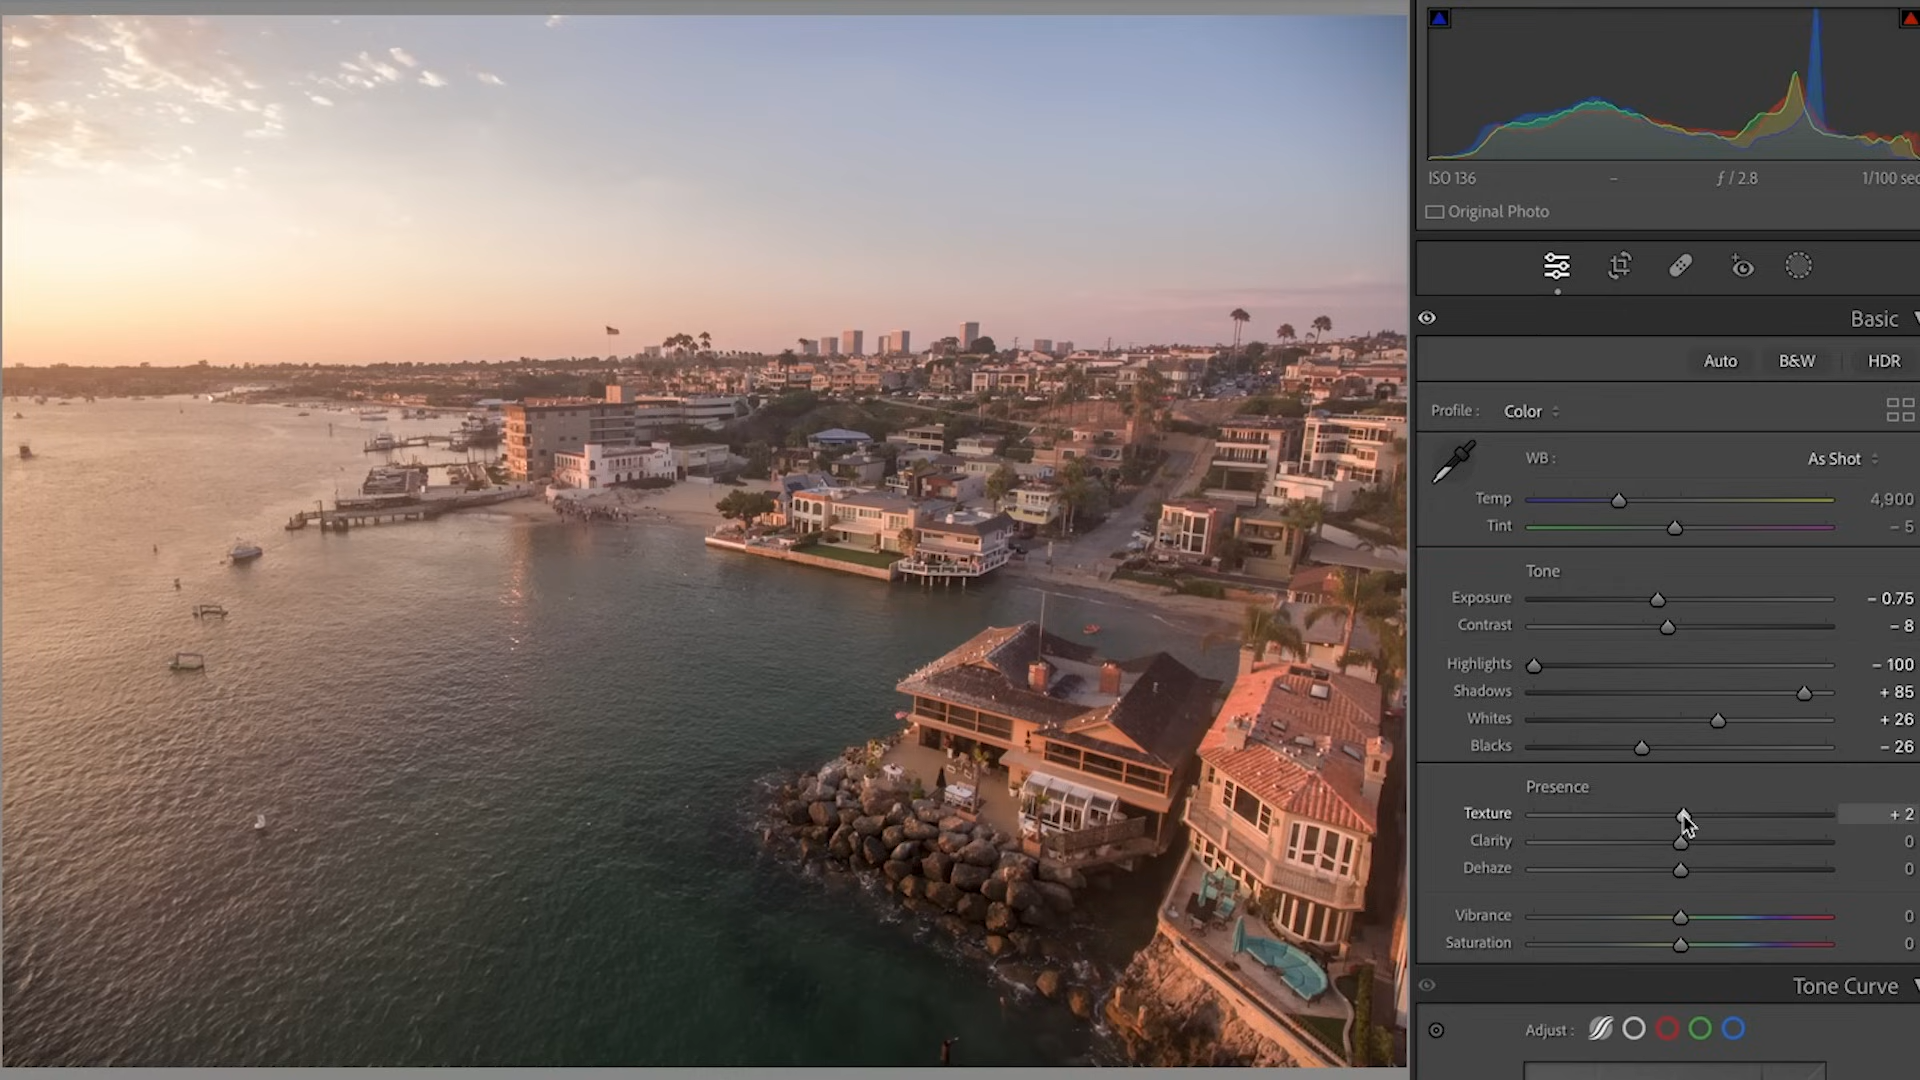 ISO 136 – ƒ / 2.8 1/100 sec
Original Photo
Basic
Auto B&W HDR
Profile : Color
WB : As Shot
Temp 4,900
Tint – 5
Tone
Exposure – 0.75
Contrast – 8
Highlights – 100
Shadows + 85
Whites + 26
Blacks – 26
Presence
Texture + 2
Clarity 0
Dehaze 0
Vibrance 0
Saturation 0
Tone Curve
Adjust :